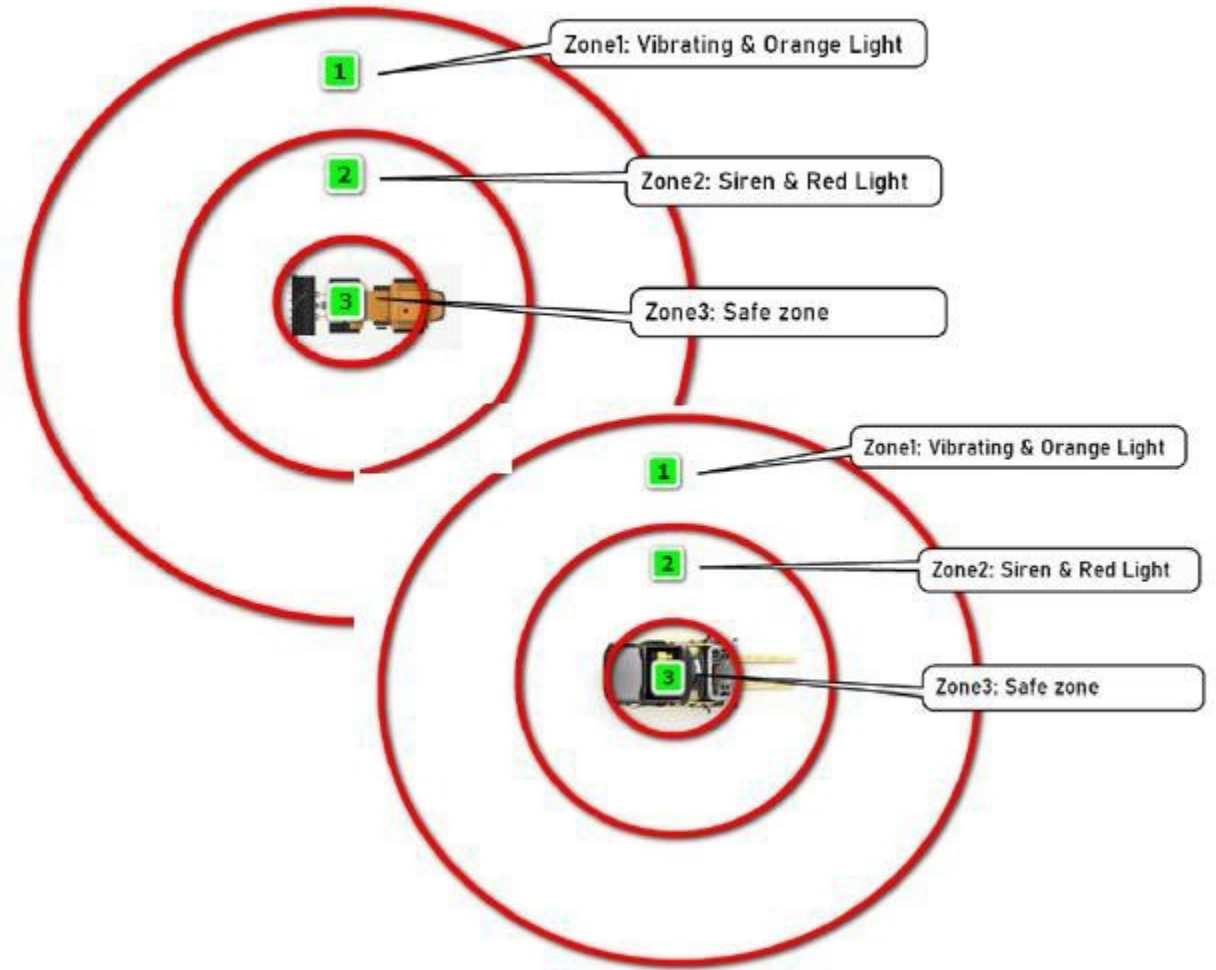 Zone1: Vibrating & Orange Light
1
2
Zone2: Siren & Red Light
3
Zone3: Safe zone
Zone1: Vibrating & Orange Light
1
2
Zone2: Siren & Red Light
3
Zone3: Safe zone